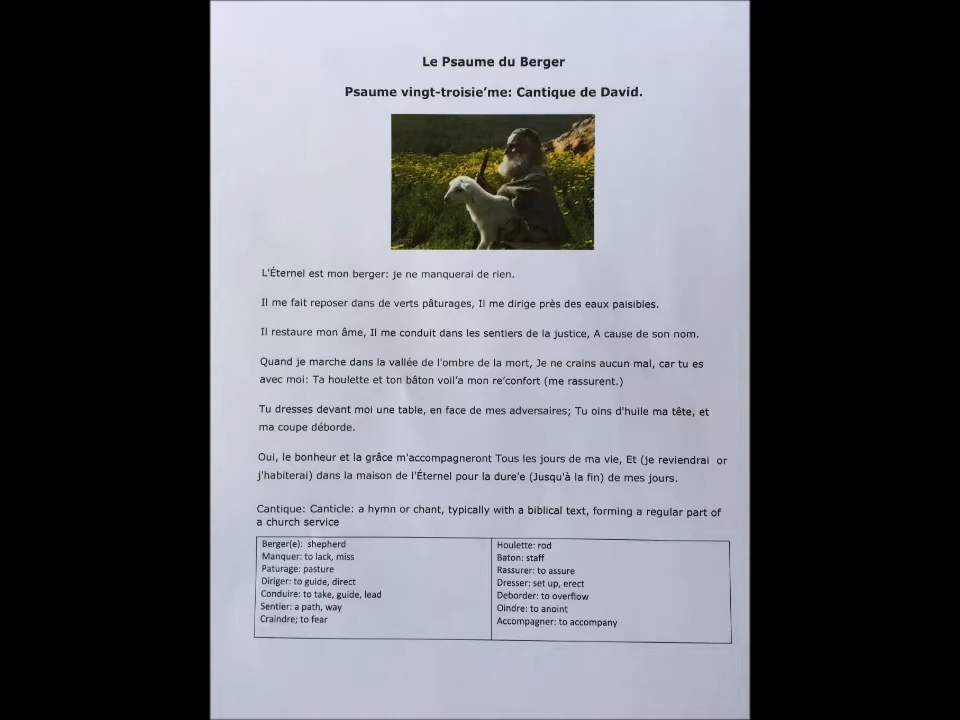 Le Psaume du Berger
Psaume vingt-troisie'me: Cantique de David.
L'Éternel est mon berger: je ne manquerai de rien.
Il me fait reposer dans de verts pâturages, Il me dirige près des eaux paisibles.
Il restaure mon âme, Il me conduit dans les sentiers de la justice, A cause de son nom.
Quand je marche dans la vallée de l'ombre de la mort, Je ne crains aucun mal, car tu es
avec moi: Ta houlette et ton bâton voil'a mon re'confort (me rassurent.)
Tu dresses devant moi une table, en face de mes adversaires; Tu oins d'huile ma tête, et
ma coupe déborde.
Oui, le bonheur et la grâce m'accompagneront Tous les jours de ma vie, Et (je reviendrai or
j'habiterai) dans la maison de l'Éternel pour la dure'e (Jusqu'à la fin) de mes jours.
Cantique: Canticle: a hymn or chant, typically with a biblical text, forming a regular part of
a church service
Berger(e): shepherd
Manquer: to lack, miss
Paturage: pasture
Diriger: to guide, direct
Conduire: to take, guide, lead
Sentier: a path, way
Craindre; to fear
Houlette: rod
Baton: staff
Rassurer: to assure
Dresser: set up, erect
Deborder: to overflow
Oindre: to anoint
Accompagner: to accompany